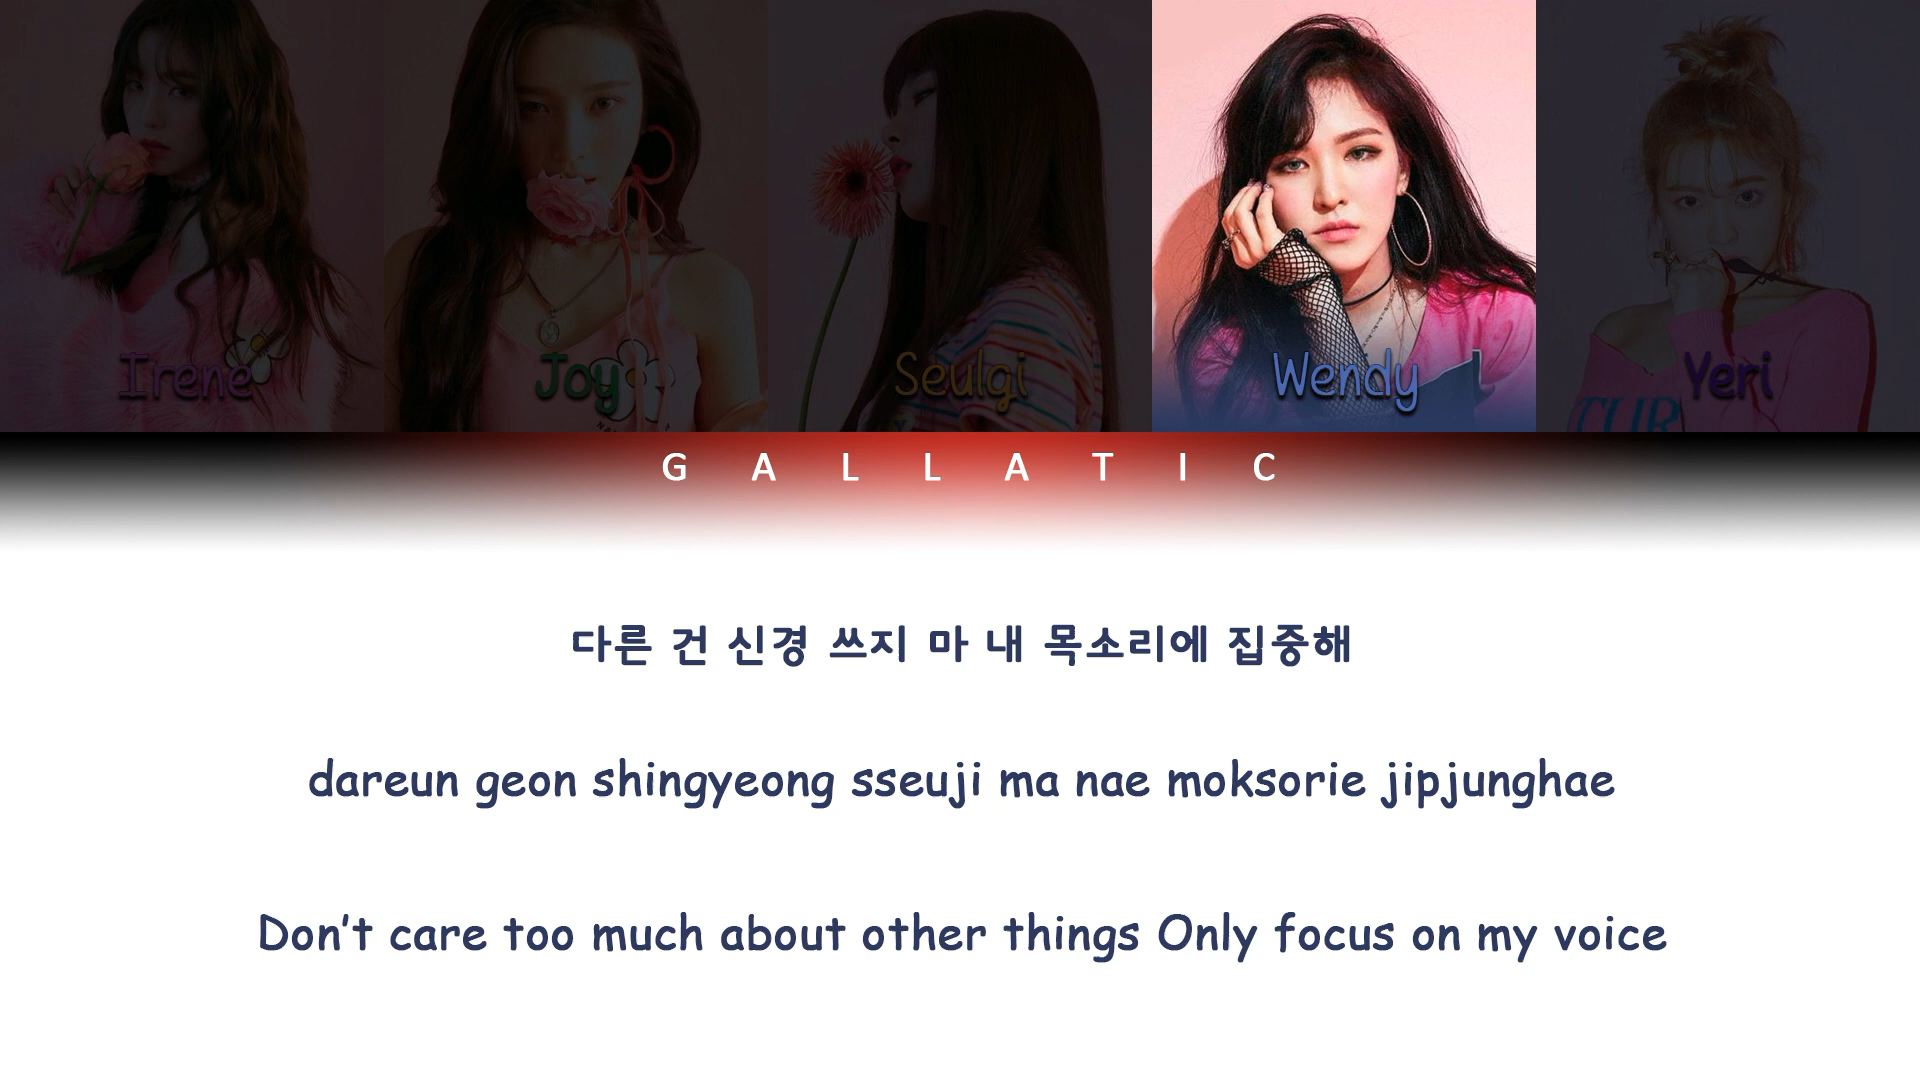 Irene Joy Seulgi Wendy Yeri
G A L L A T I C
다른 건 신경 쓰지 마 내 목소리에 집중해
dareun geon shingyeong sseuji ma nae moksorie jipjunghae
Don't care too much about other things Only focus on my voice